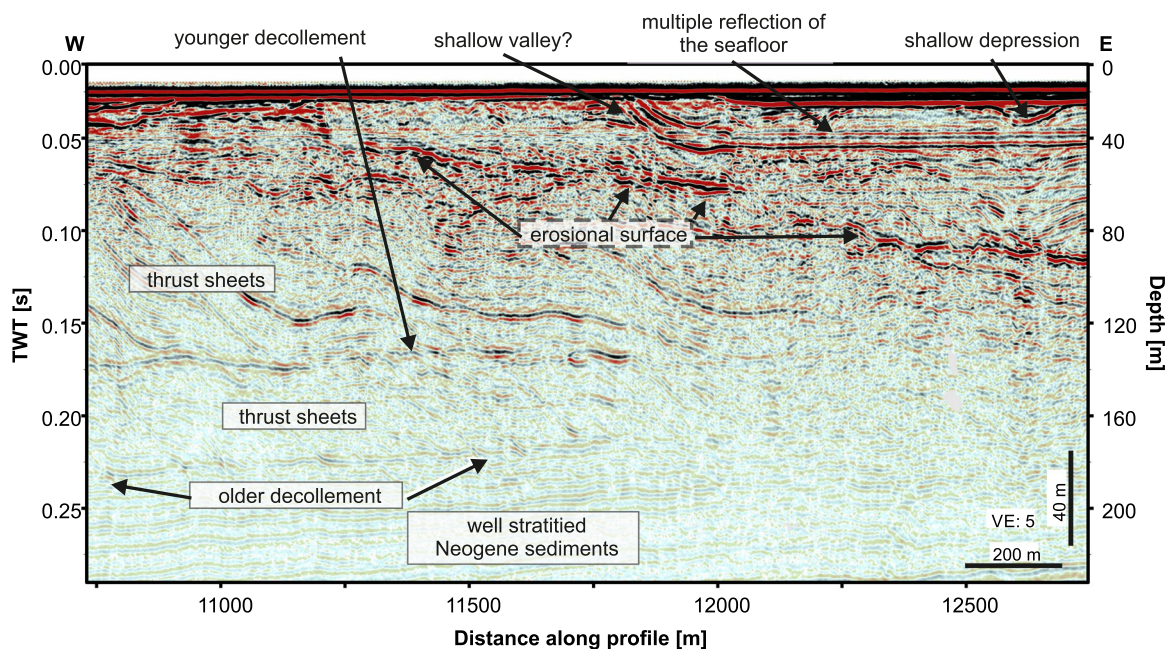 multiple reflection of
the seafloor
younger decollement
shallow valley?
shallow depression
W
E
0.00
0
0.05
40
erosional surface
0.10
80
thrust sheets
TWT [s]
Depth [m]
0.15
120
thrust sheets
0.20
160
older decollement
0.25
200
well stratitied
Neogene sediments
VE: 5
40 m
200 m
11000
11500
12000
12500
Distance along profile [m]